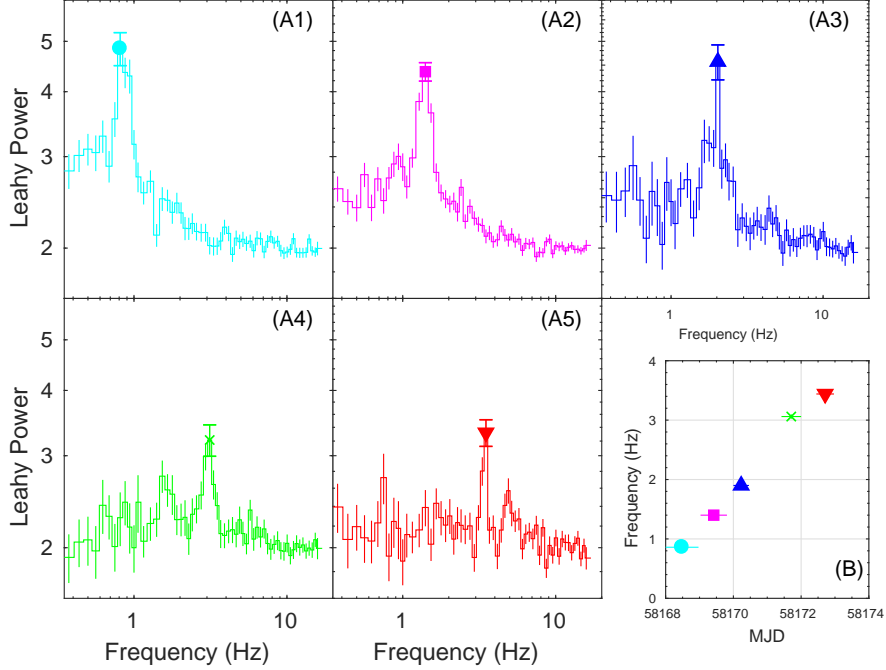 (A1)
(A2)
(A3)
5
4
3
2
Leahy Power
1
10
Frequency (Hz)
(A4)
(A5)
5
4
3
2
Leahy Power
1
10
Frequency (Hz)
1
10
Frequency (Hz)
4
3
2
1
0
Frequency (Hz)
(B)
58168
58170
58172
58174
MJD